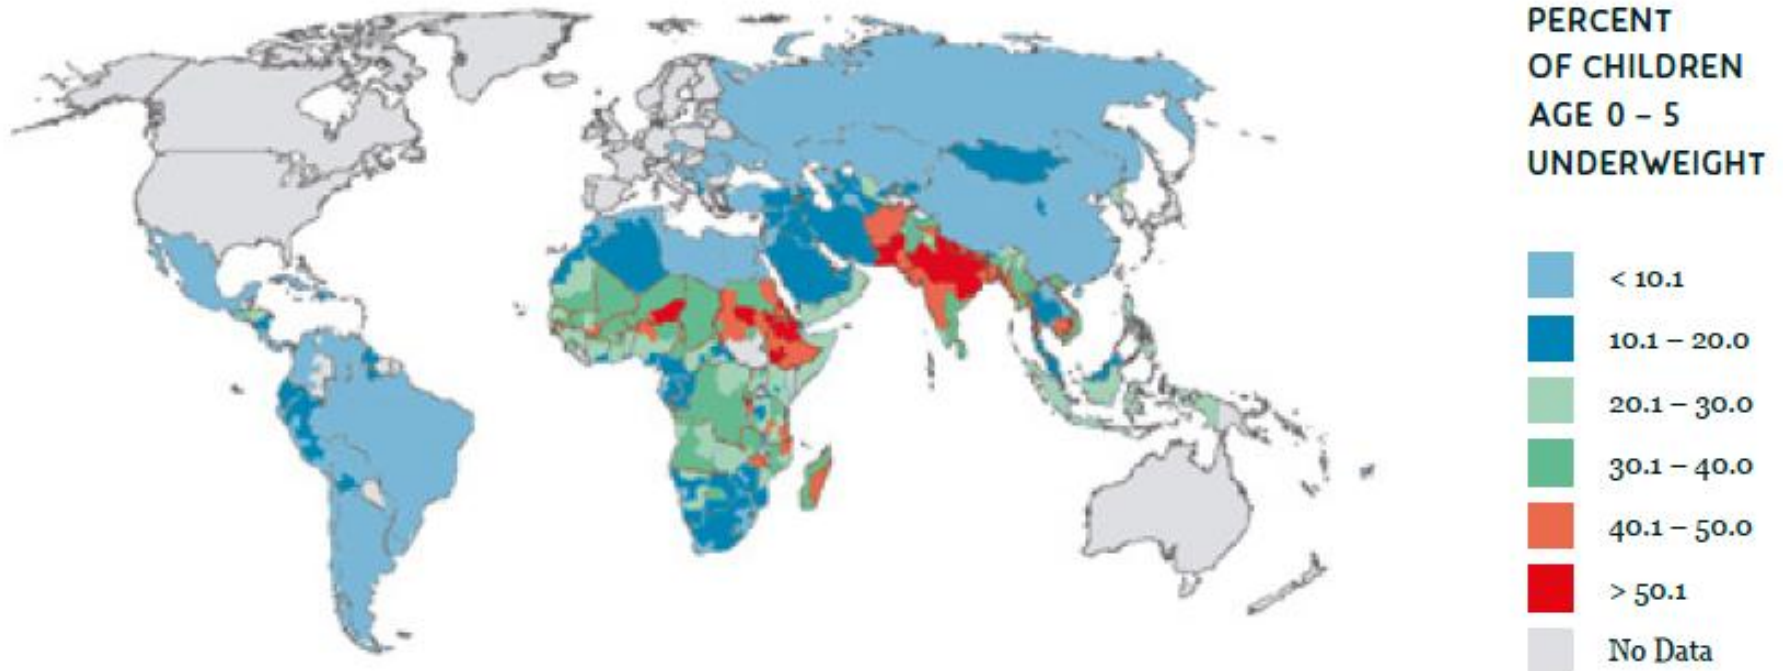 PERCENT
OF CHILDREN
AGE 0 – 5
UNDERWEIGHT
< 10.1
10.1 – 20.0
20.1 – 30.0
30.1 – 40.0
40.1 – 50.0
> 50.1
No Data